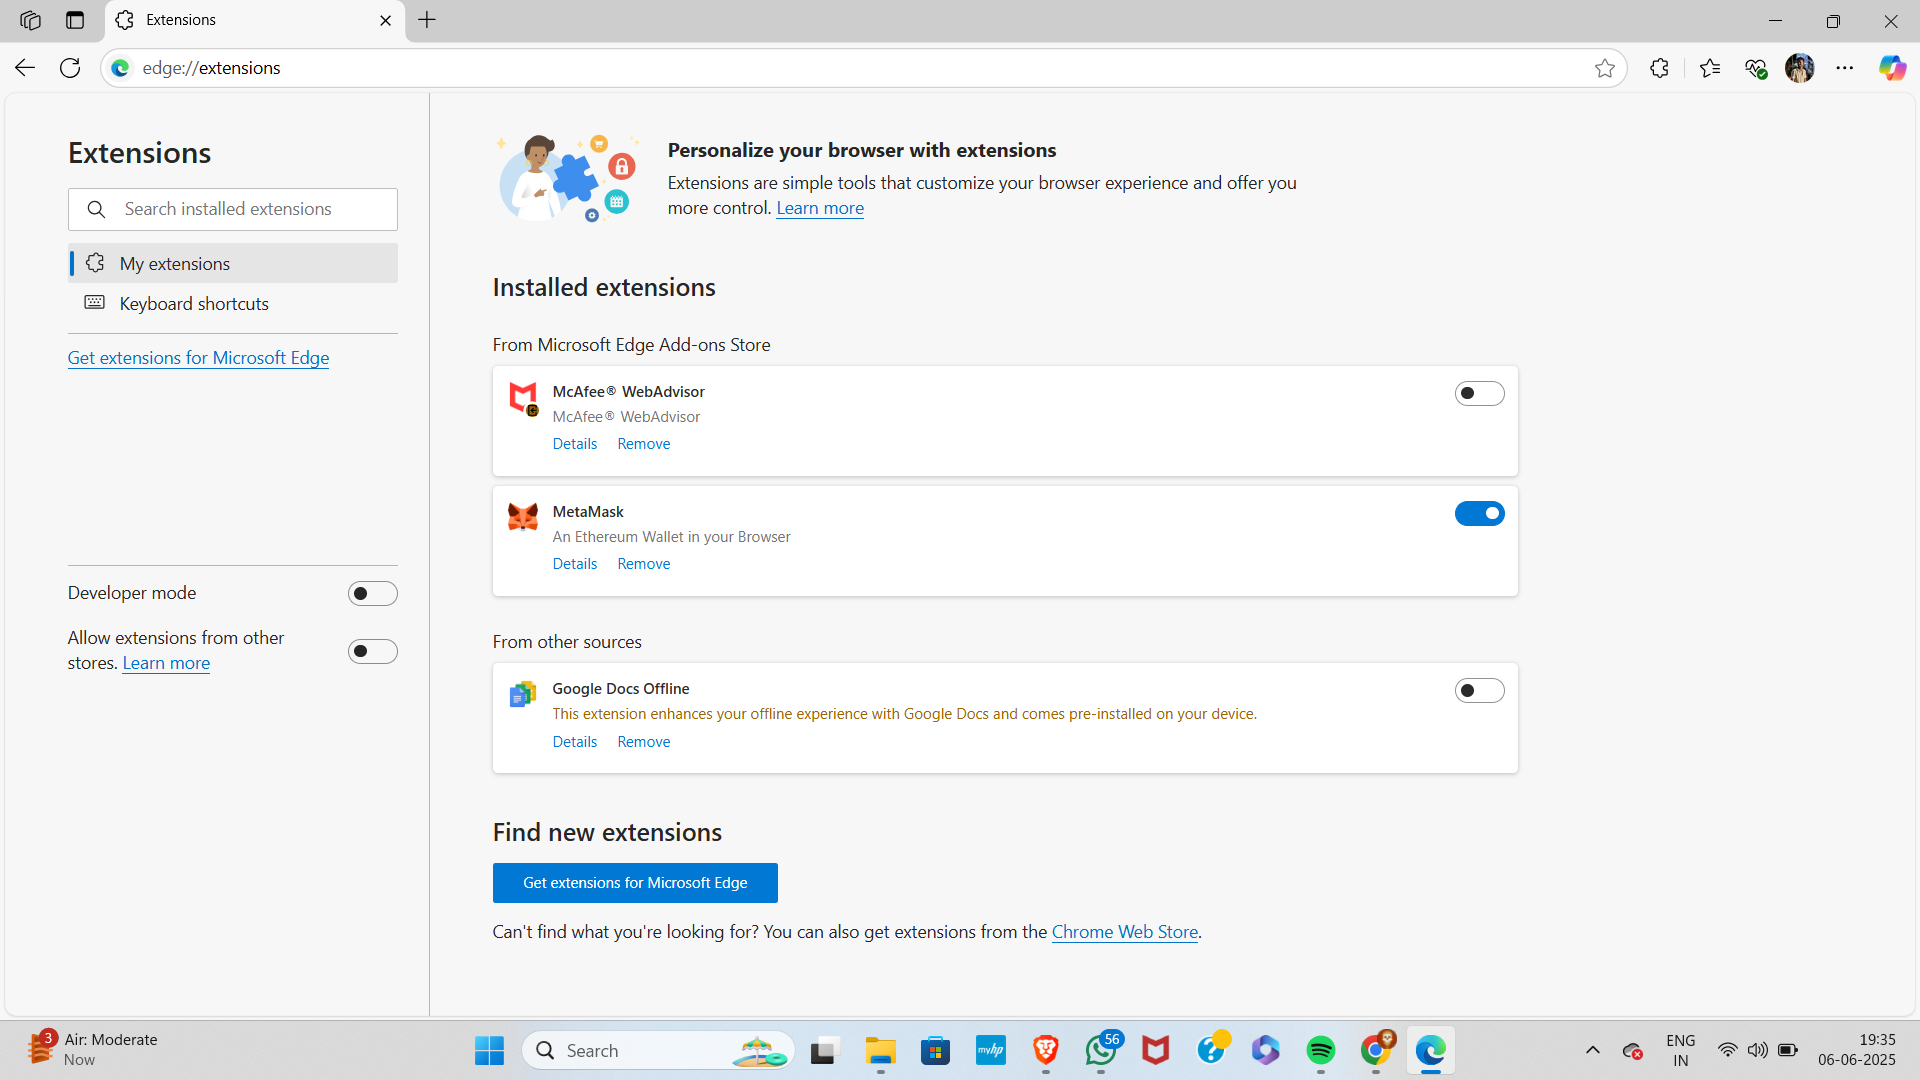 Extensions
edge://extensions
Extensions
Search installed extensions
My extensions
Keyboard shortcuts
Get extensions for Microsoft Edge
Developer mode
Allow extensions from other
stores. Learn more
Personalize your browser with extensions
Extensions are simple tools that customize your browser experience and offer you
more control. Learn more
Installed extensions
From Microsoft Edge Add-ons Store
McAfee® WebAdvisor
McAfee® WebAdvisor
Details Remove
MetaMask
An Ethereum Wallet in your Browser
Details Remove
From other sources
Google Docs Offline
This extension enhances your offline experience with Google Docs and comes pre-installed on your device.
Details Remove
Find new extensions
Get extensions for Microsoft Edge
Can't find what you're looking for? You can also get extensions from the Chrome Web Store.
3
Air: Moderate
Now
Search
myhp
56
ENG
IN
19:35
06-06-2025